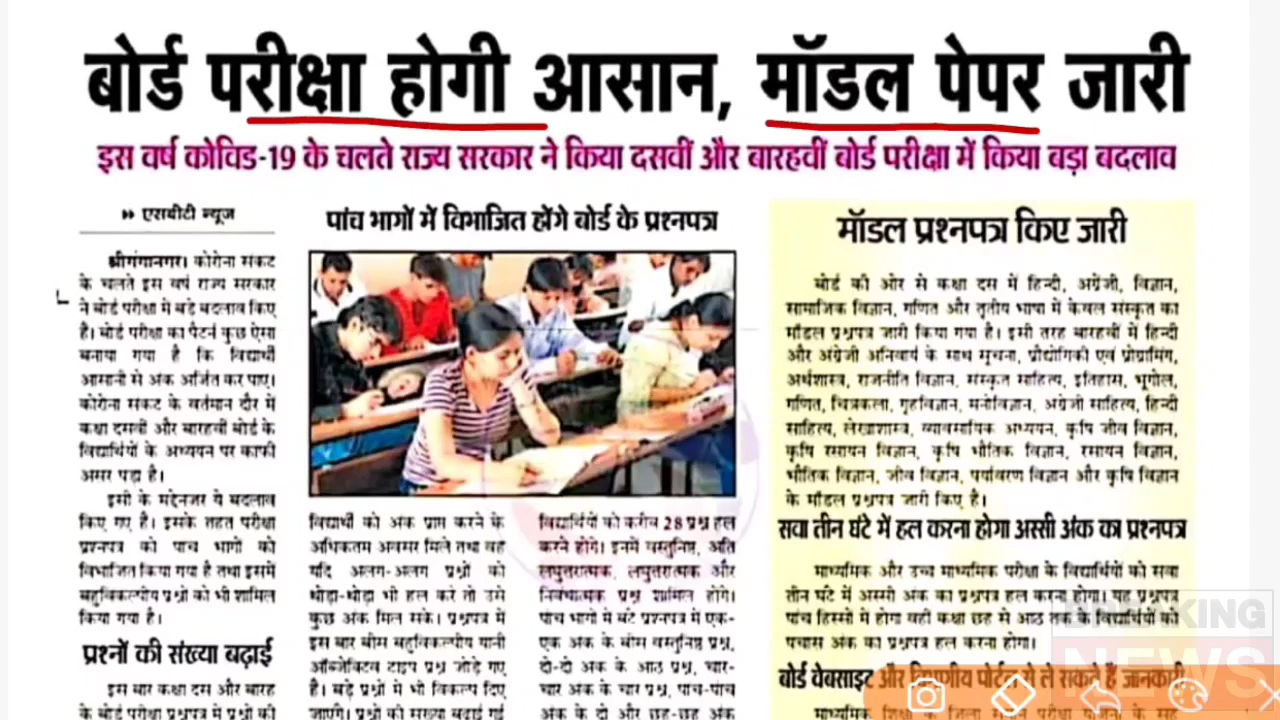 बोर्ड परीक्षा होगी आसान, मॉडल पेपर जारी
इस वर्ष कोविड-19 के चलते राज्य सरकार ने किया दसवीं और बारहवीं बोर्ड परीक्षा में किया बड़ा बदलाव
एसबीटी न्यूज
श्रीगंगानगर। कोरोना संकट
के चलते इस वर्ष राज्य सरकार
ने बोर्ड परीक्षा में बड़े बदलाव किए
है। बोर्ड परीक्षा का पैटर्न कुछ ऐसा
बनाया गया है कि विद्यार्थी
आसानी से अंक अर्जित कर पाए।
कोरोना संकट के वर्तमान दौर में
कक्षा दसवीं और बारहवीं बोर्ड के
विद्यार्थियों के अध्ययन पर काफी
असर पड़ा है।
इसी के मद्देनजर ये बदलाव
किए गए है। इसके तहत परीक्षा
प्रश्नपत्र को पांच भागों को
विभाजित किया गया है तथा इसमें
बहुविकल्पीय प्रश्नों को भी शामिल
किया गया है।
प्रश्नों की संख्या बढ़ाई
इस बार कक्षा दस और बारह
के बोर्ड परीक्षा प्रश्नपत्र में प्रश्नों की
पांच भागों में विभाजित होंगे बोर्ड के प्रश्नपत्र
विद्यार्थी को अंक प्राप्त करने के
अधिकतम अवसर मिले तथा वह
यदि अलग-अलग प्रश्नों को
थोड़ा-थोड़ा भी हल करे तो उसे
कुछ अंक मिल सके। प्रश्नपत्र में
इस बार बीस बहुविकल्पीय यानी
ऑब्जेक्टिव टाइप प्रश्न जोड़े गए
है। बड़े प्रश्नों में भी विकल्प दिए
जाएंगे। प्रश्नों की संख्या बढ़ाई गई
विद्यार्थियों को करीब 28 प्रश्न हल
करने होंगे। इनमें वस्तुनिष्ठ, अति
लघुत्तरात्मक, लघुत्तरात्मक और
निबंधात्मक प्रश्न शामिल होंगे।
पांच भागों में बंटे प्रश्नपत्र में एक-
एक अंक के बीस वस्तुनिष्ठ प्रश्न,
दो-दो अंक के आठ प्रश्न, चार-
चार अंक के चार प्रश्न, पांच-पांच
अंक के दो और छह-छह अंक
मॉडल प्रश्नपत्र किए जारी
बोर्ड की ओर से कक्षा दस में हिन्दी, अंग्रेजी, विज्ञान,
सामाजिक विज्ञान, गणित और तृतीय भाषा में केवल संस्कृत का
मॉडल प्रश्नपत्र जारी किया गया है। इसी तरह बारहवीं में हिन्दी
और अंग्रेजी अनिवार्य के साथ सूचना, प्रौद्योगिकी एवं प्रोग्रामिंग,
अर्थशास्त्र, राजनीति विज्ञान, संस्कृत साहित्य, इतिहास, भूगोल,
गणित, चित्रकला, गृहविज्ञान, मनोविज्ञान, अंग्रेजी साहित्य, हिन्दी
साहित्य, लेखाशास्त्र, व्यावसायिक अध्ययन, कृषि जीव विज्ञान,
कृषि रसायन विज्ञान, कृषि भौतिक विज्ञान, रसायन विज्ञान,
भौतिक विज्ञान, जीव विज्ञान, पर्यावरण विज्ञान और कृषि विज्ञान
के मॉडल प्रश्नपत्र जारी किए है।
सवा तीन घंटे में हल करना होगा अस्सी अंक का प्रश्नपत्र
माध्यमिक और उच्च माध्यमिक परीक्षा के विद्यार्थियों को सवा
तीन घंटे में अस्सी अंक का प्रश्नपत्र हल करना होगा। यह प्रश्नपत्र
पांच हिस्सों में होगा वहीं कक्षा छह से आठ तक के विद्यार्थियों को
पचास अंक का प्रश्नपत्र हल करना होगा।
बोर्ड वेबसाइट और विभागीय पोर्टल से ले सकते हैं जानकारी
माध्यमिक शिक्षा के जिला
BREAKING
NEWS